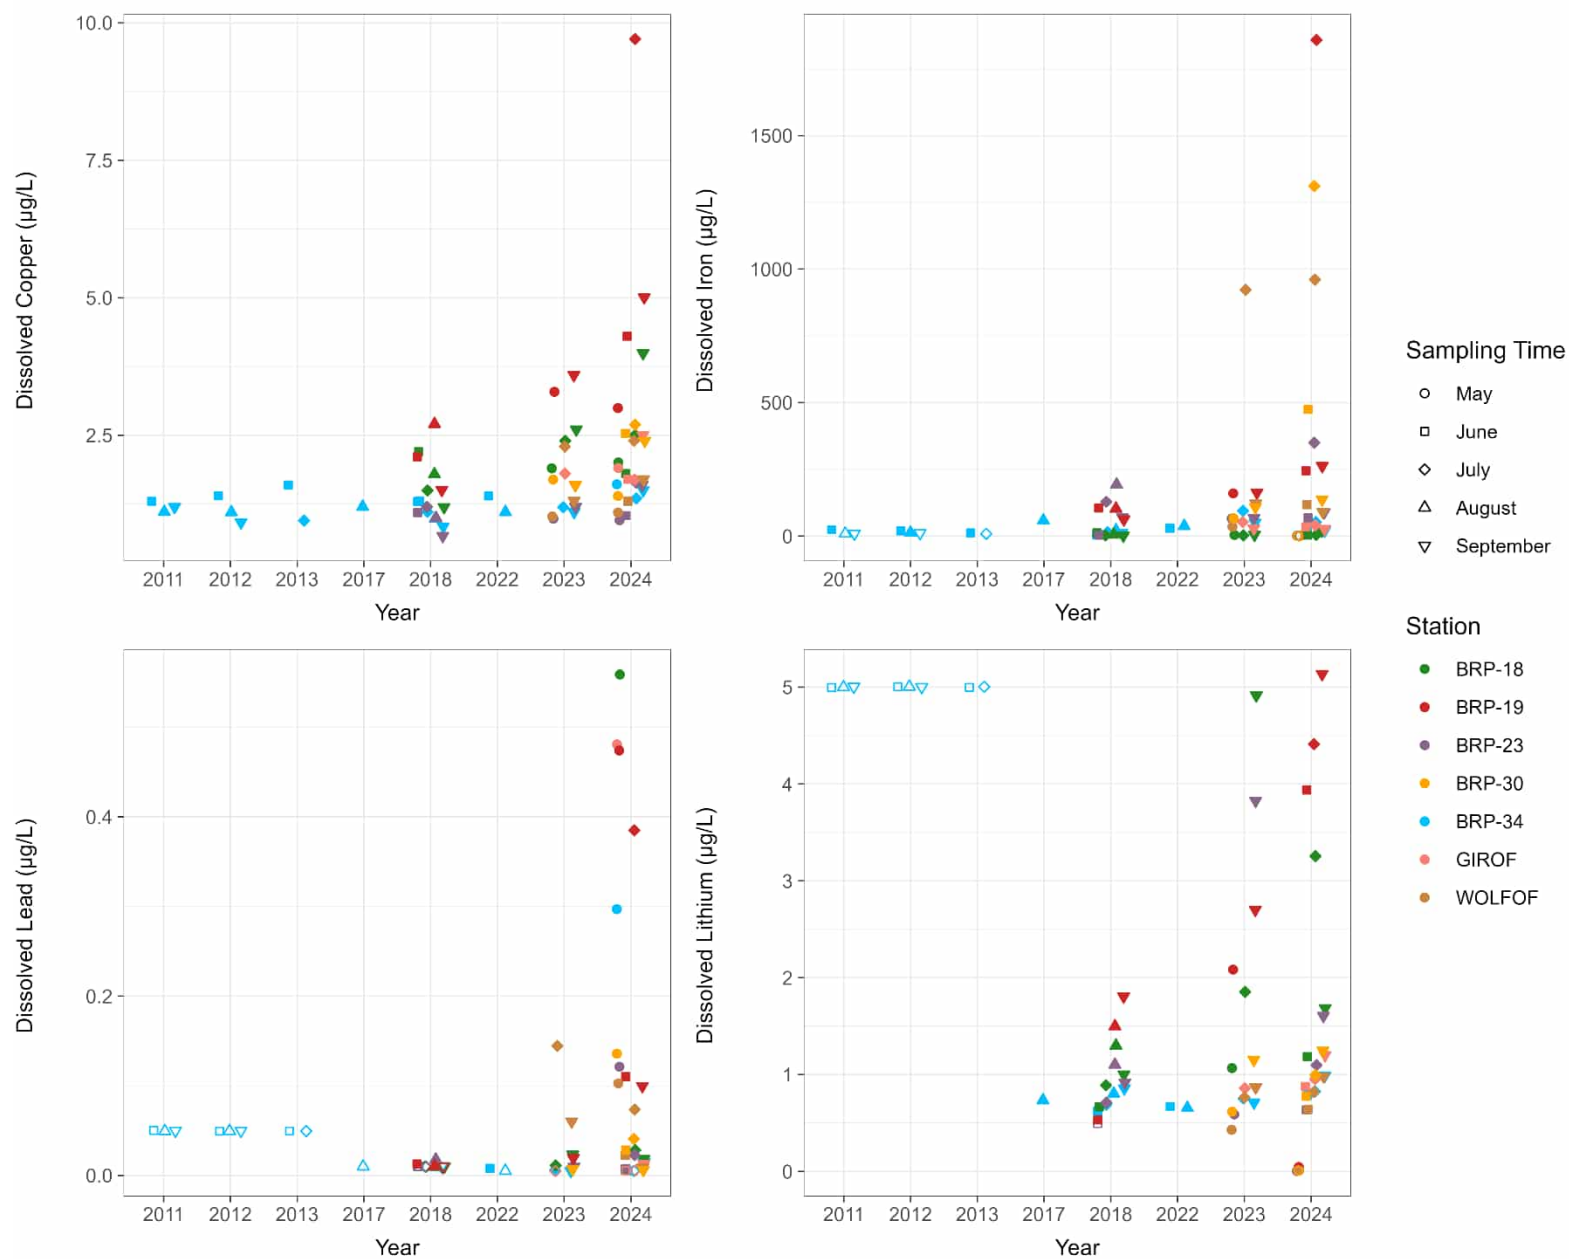 Dissolved Copper (µg/L)
10.0
7.5
5.0
2.5
2011 2012 2013 2017 2018 2022 2023 2024
Year
Dissolved Iron (µg/L)
1500
1000
500
0
2011 2012 2013 2017 2018 2022 2023 2024
Year
Dissolved Lead (µg/L)
0.4
0.2
0.0
2011 2012 2013 2017 2018 2022 2023 2024
Year
Dissolved Lithium (µg/L)
5
4
3
2
1
0
2011 2012 2013 2017 2018 2022 2023 2024
Year
Sampling Time
May
June
July
August
September
Station
BRP-18
BRP-19
BRP-23
BRP-30
BRP-34
GIROF
WOLFOF